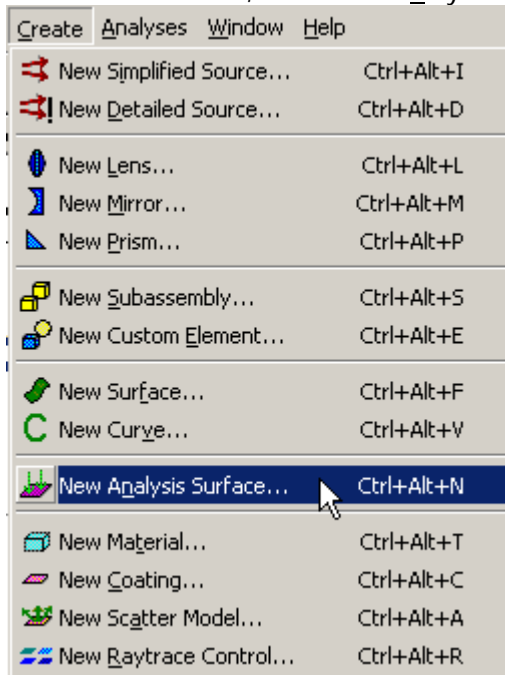 Create Analyses Window Help
New Simplified Source... Ctrl+Alt+I
New Detailed Source... Ctrl+Alt+D
New Lens... Ctrl+Alt+L
New Mirror... Ctrl+Alt+M
New Prism... Ctrl+Alt+P
New Subassembly... Ctrl+Alt+S
New Custom Element... Ctrl+Alt+E
New Surface... Ctrl+Alt+F
New Curve... Ctrl+Alt+V
New Analysis Surface... Ctrl+Alt+N
New Material... Ctrl+Alt+T
New Coating... Ctrl+Alt+C
New Scatter Model... Ctrl+Alt+A
New Raytrace Control... Ctrl+Alt+R